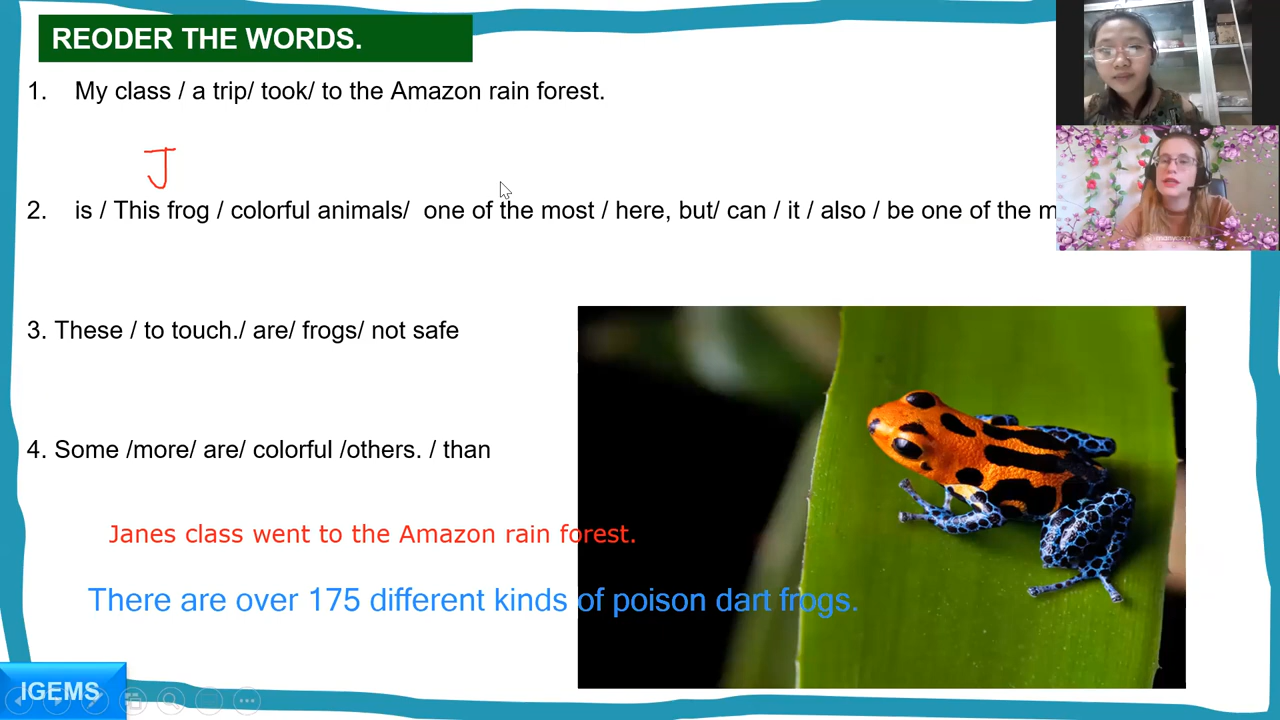 REODER THE WORDS.
1. My class / a trip/ took/ to the Amazon rain forest.
J
2. is / This frog / colorful animals/ one of the most / here, but/ can / it / also / be one of the m
3. These / to touch./ are/ frogs/ not safe
4. Some /more/ are/ colorful /others. / than
Janes class went to the Amazon rain forest.
There are over 175 different kinds of poison dart frogs.
IGEMS